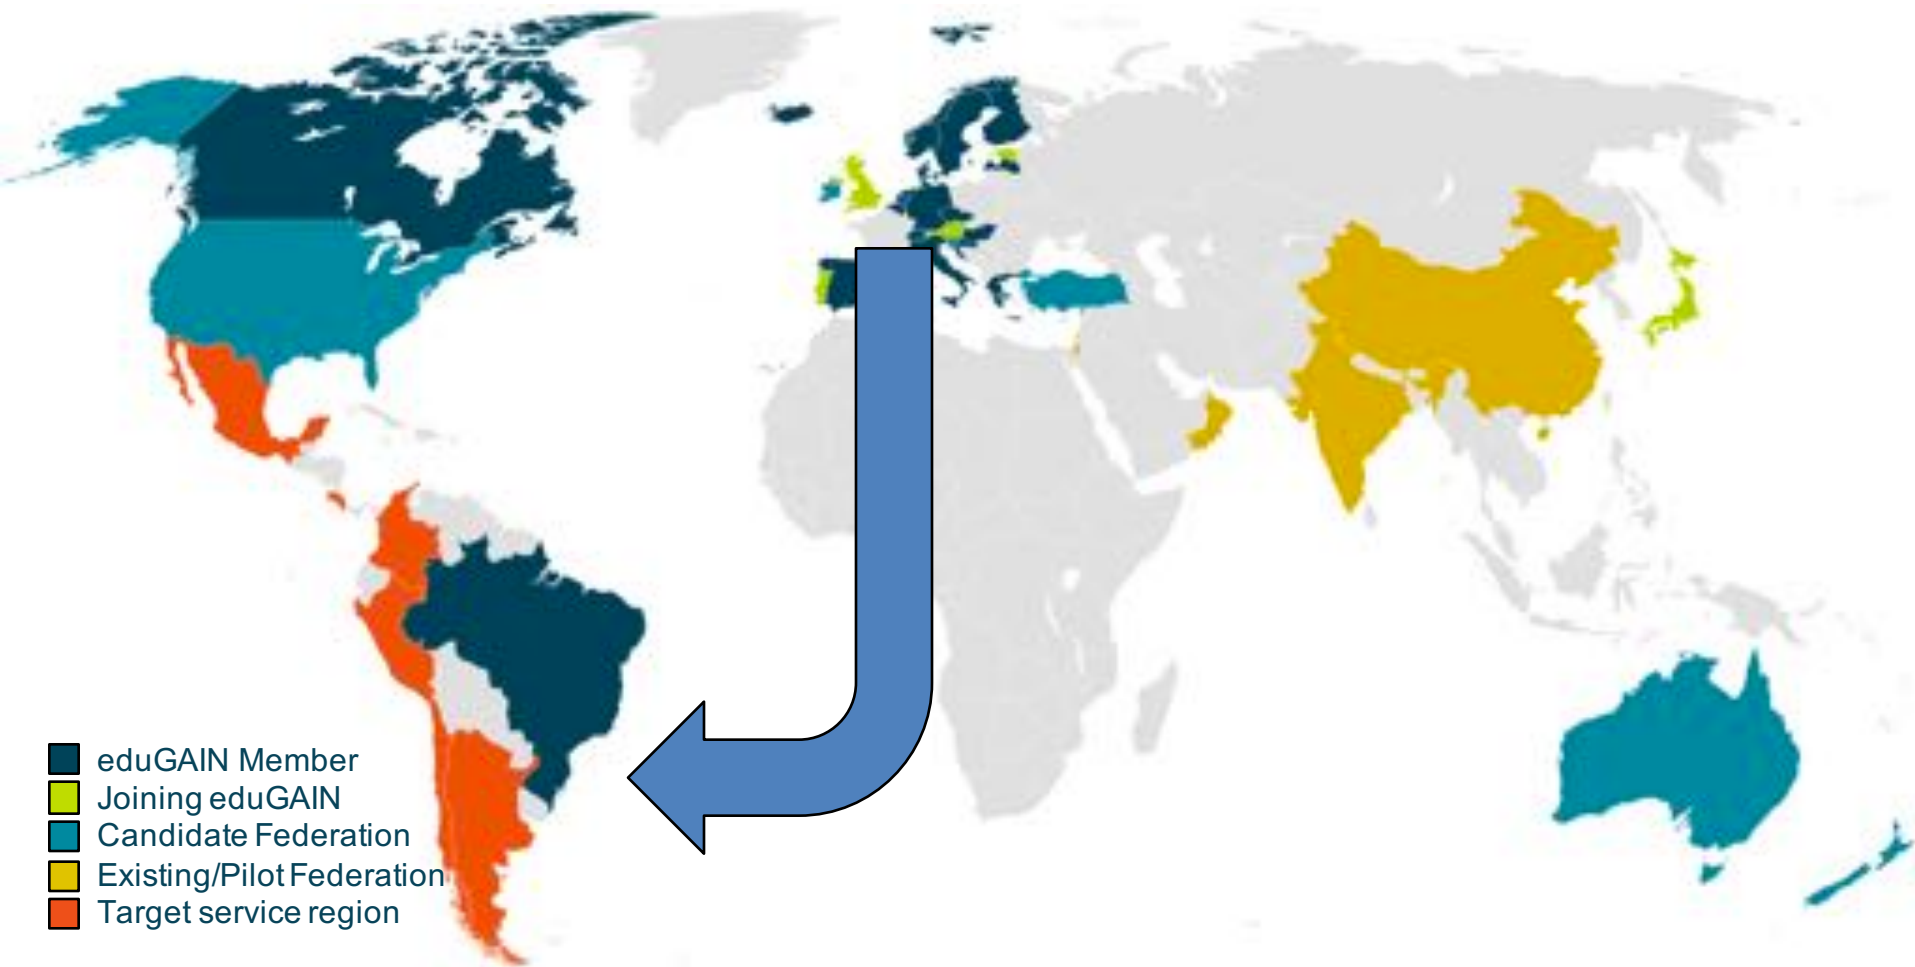 eduGAIN Member
Joining eduGAIN
Candidate Federation
Existing/Pilot Federation
Target service region